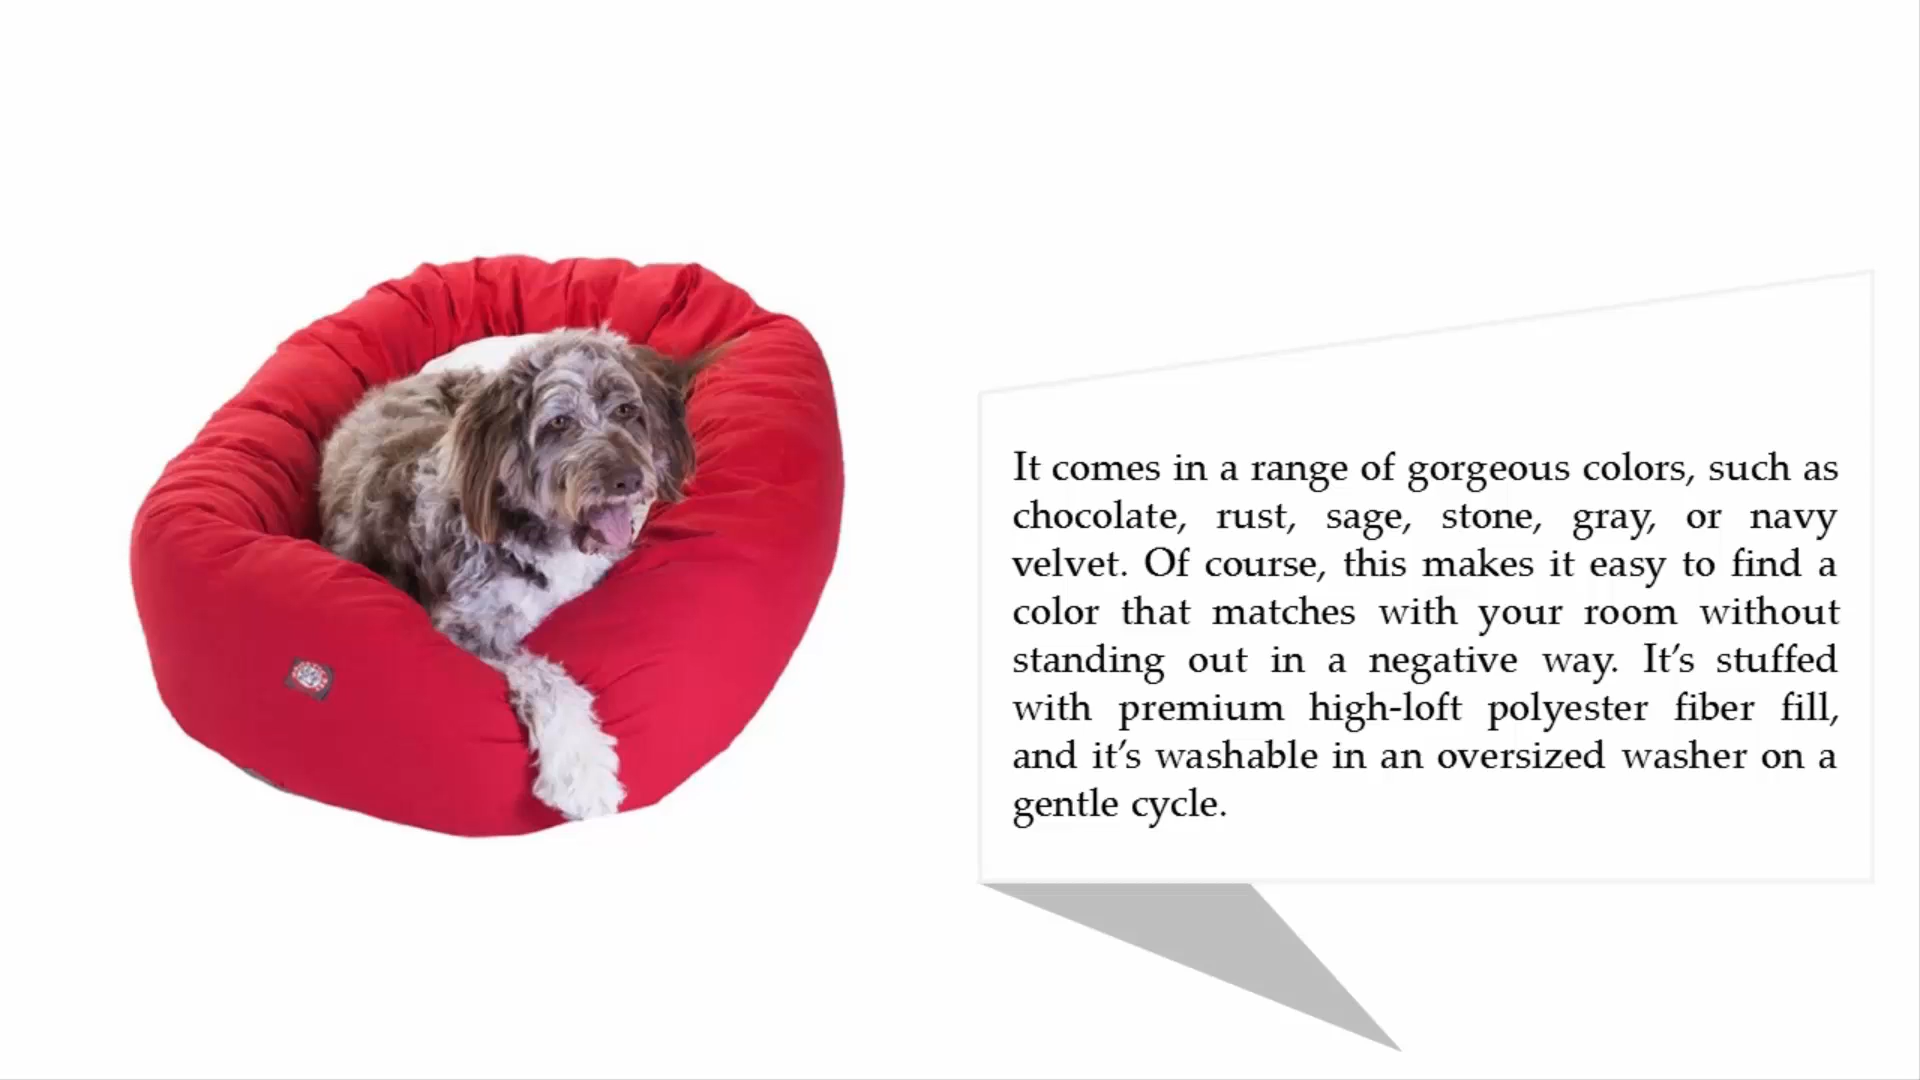 It comes in a range of gorgeous colors, such as
chocolate, rust, sage, stone, gray, or navy
velvet. Of course, this makes it easy to find a
color that matches with your room without
standing out in a negative way. It's stuffed
with premium high-loft polyester fiber fill,
and it's washable in an oversized washer on a
gentle cycle.